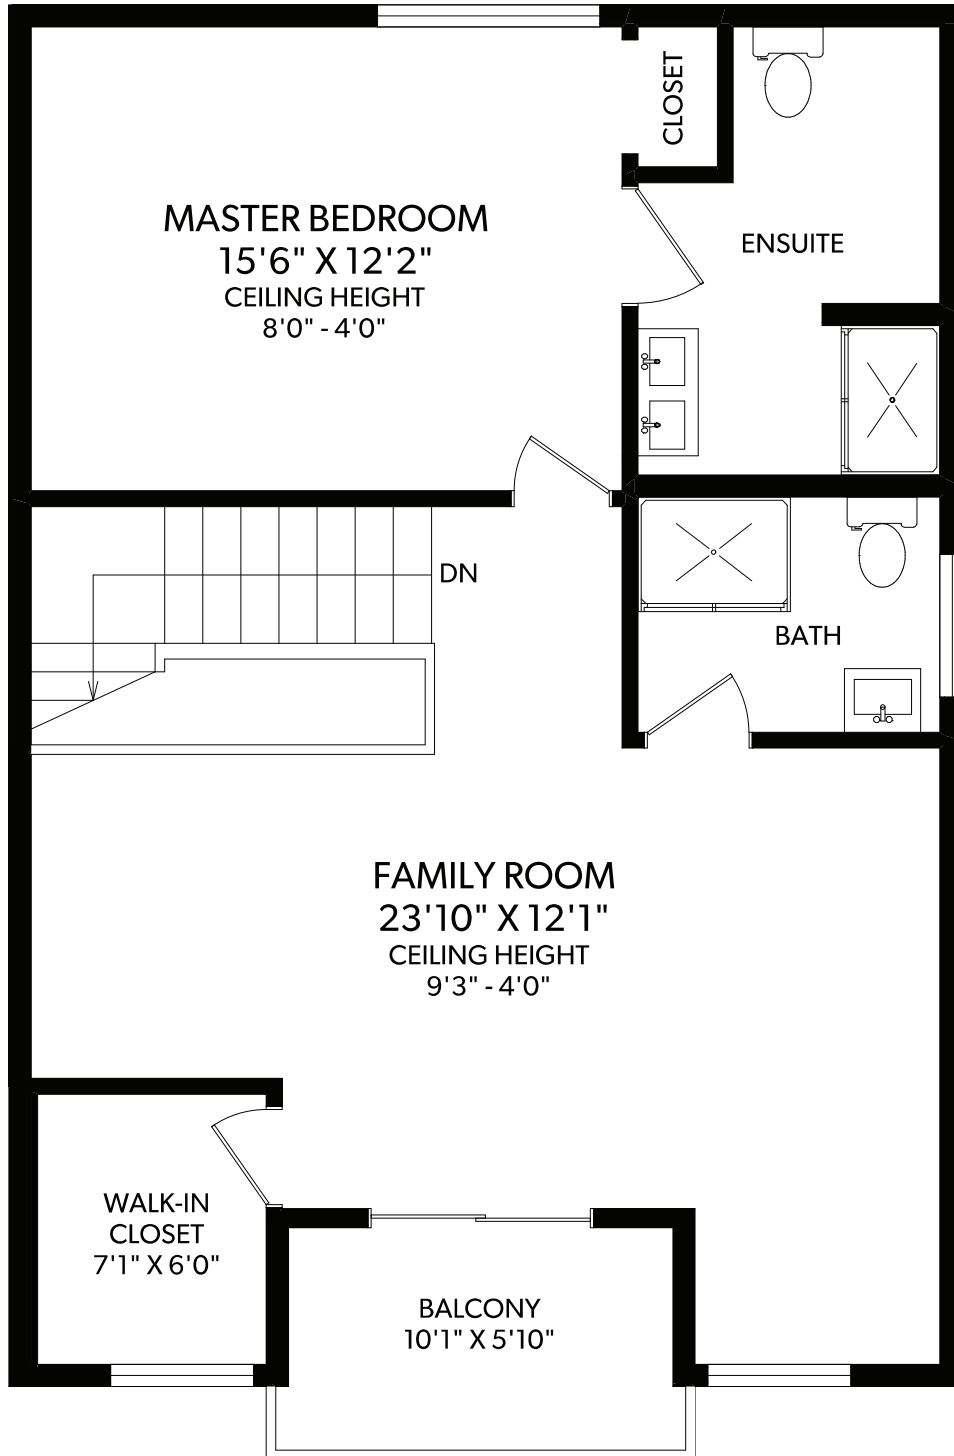 CLOSET
MASTER BEDROOM
15'6" X 12'2"
CEILING HEIGHT
8'0" - 4'0"
ENSUITE
DN
BATH
FAMILY ROOM
23'10" X 12'1"
CEILING HEIGHT
9'3" - 4'0"
WALK-IN
CLOSET
7'1" X 6'0"
BALCONY
10'1" X 5'10"